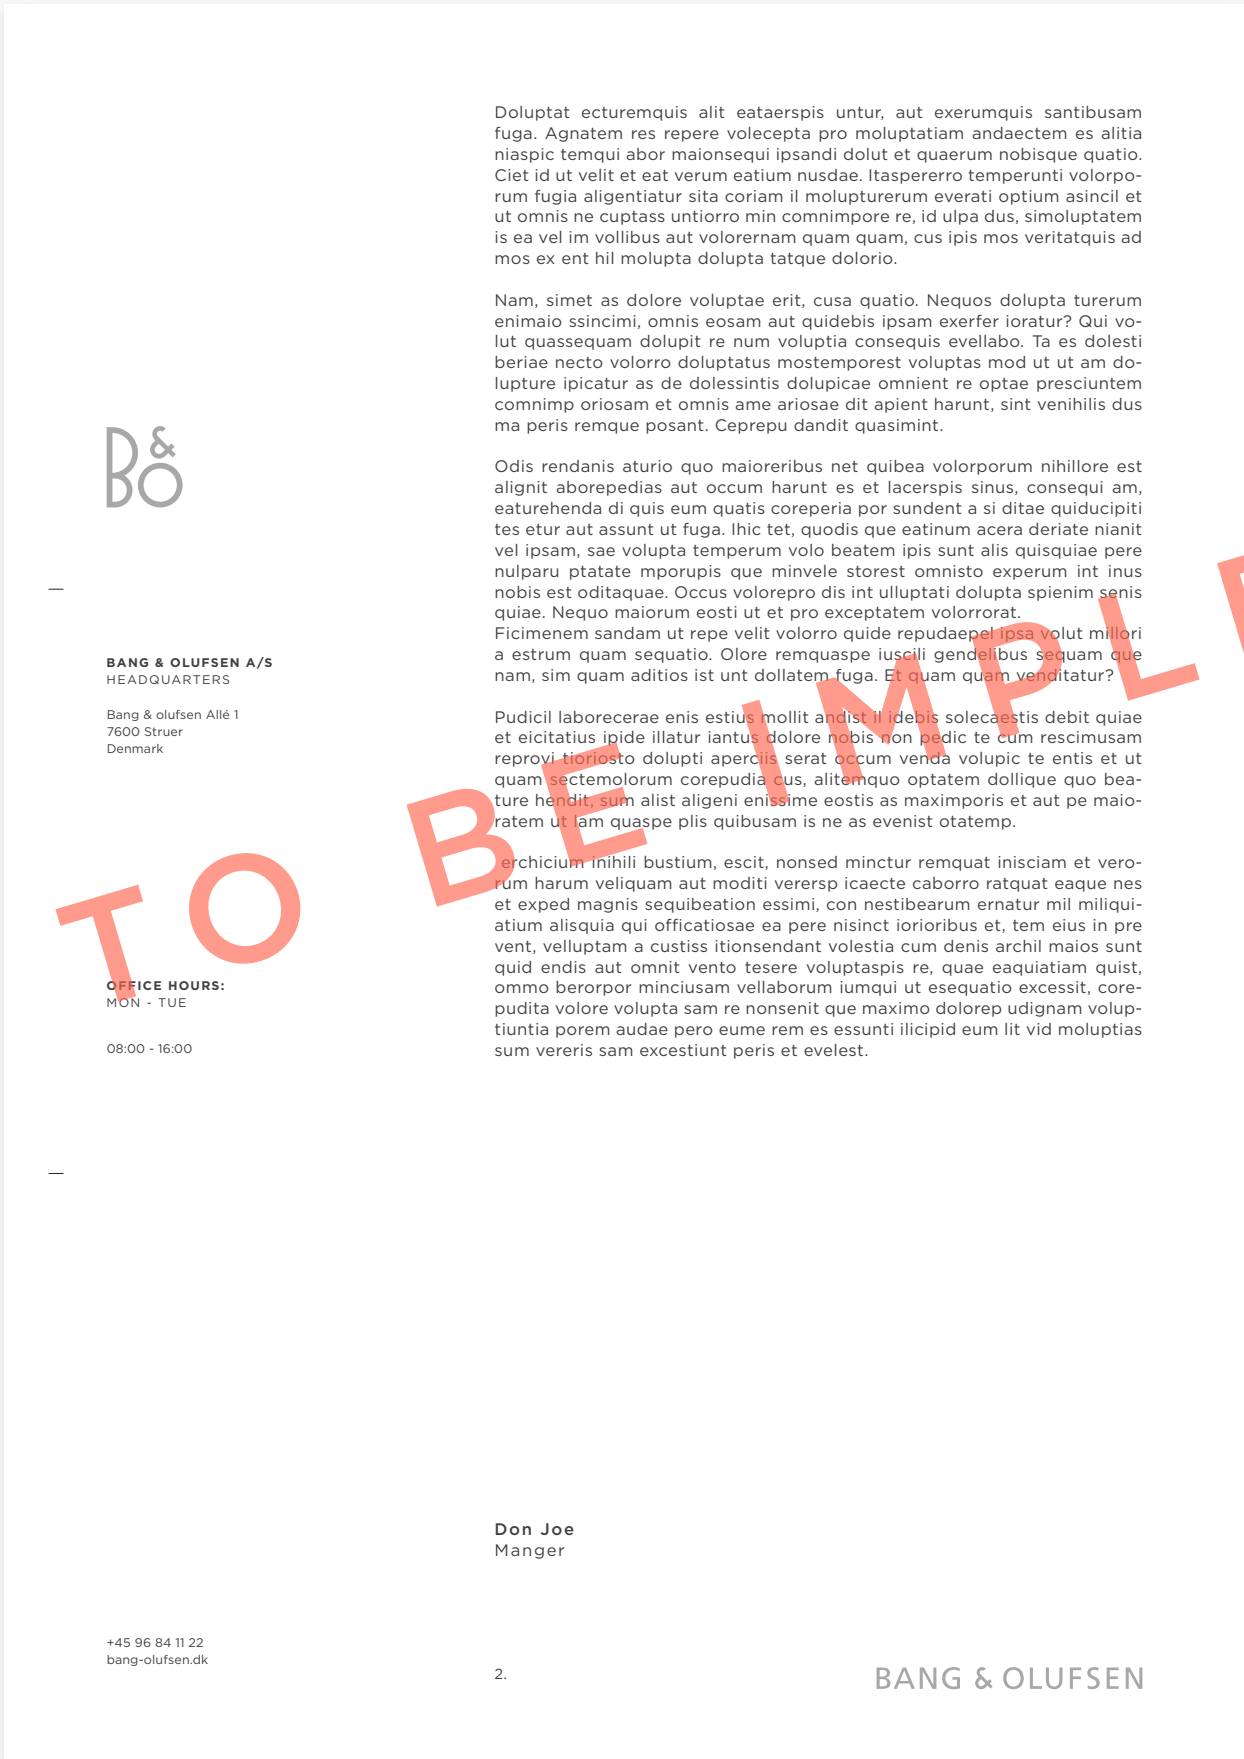 Doluptat ecturemquis alit eataerspis untur, aut exerumquis santibusam
fuga. Agnatem res repere volecepta pro moluptatiam andaectem es alitia
niaspic temqui abor maionsequi ipsandi dolut et quaerum nobisque quatio.
Ciet id ut velit et eat verum eatium nusdae. Itaspererro temperunti volorpo-
rum fugia aligentiatur sita coriam il molupturerum everati optium asincil et
ut omnis ne cuptass untiorro min comnimpore re, id ulpa dus, simoluptatem
is ea vel im vollibus aut volorernam quam quam, cus ipis mos veritatquis ad
mos ex ent hil molupta dolupta tatque dolorio.
Nam, simet as dolore voluptae erit, cusa quatio. Nequos dolupta turerum
enimaio ssincimi, omnis eosam aut quidebis ipsam exerfer ioratur? Qui vo-
lut quassequam dolupit re num voluptia consequis evellabo. Ta es dolesti
beriae necto volorro doluptatus mostemporest voluptas mod ut ut am do-
lupture ipicatur as de dolessintis dolupicae omnient re optae presciuntem
comnimp oriosam et omnis ame ariosae dit apient harunt, sint venihilis dus
ma peris remque posant. Ceprepu dandit quasimint.
Odis rendanis aturio quo maioreribus net quibea volorporum nihillore est
alignit aborepedias aut occum harunt es et lacerspis sinus, consequi am,
eaturehenda di quis eum quatis coreperia por sundent a si ditae quiducipiti
tes etur aut assunt ut fuga. Ihic tet, quodis que eatinum acera deriate nianit
vel ipsam, sae volupta temperum volo beatem ipis sunt alis quisquiae pere
nulparu ptatate mporupis que minvele storest omnisto experum int inus
nobis est oditaquae. Occus volorepro dis int ulluptati dolupta spienim senis
quiae. Nequo maiorum eosti ut et pro exceptatem volorrorat.
Ficimenem sandam ut repe velit volorro quide repudaepel ipsa volut millori
a estrum quam sequatio. Olore remquaspe iuscili gendelibus sequam que
nam, sim quam aditios ist unt dollatem fuga. Et quam quam venditatur?
Pudicil laborecerae enis estius mollit andist il idebis solecaestis debit quiae
et eicitatius ipide illatur iantus dolore nobis non pedic te cum rescimusam
reprovi tioriosto dolupti aperciis serat occum venda volupic te entis et ut
quam sectemolorum corepudia cus, alitemquo optatem dollique quo bea-
ture hendit, sum alist aligeni enissime eostis as maximporis et aut pe maio-
ratem ut lam quaspe plis quibusam is ne as evenist otatemp.
erchicium inihili bustium, escit, nonsed minctur remquat inisciam et vero-
rum harum veliquam aut moditi verersp icaecte caborro ratquat eaque nes
et exped magnis sequibeation essimi, con nestibearum ernatur mil miliqui-
atium alisquia qui officatiosae ea pere nisinct iorioribus et, tem eius in pre
vent, velluptam a custiss itionsendant volestia cum denis archil maios sunt
quid endis aut omnit vento tesere voluptaspis re, quae eaquiatiam quist,
ommo berorpor minciusam vellaborum iumqui ut esequatio excessit, core-
pudita volore volupta sam re nonsenit que maximo dolorep udignam volup-
tiuntia porem audae pero eume rem es essunti ilicipid eum lit vid moluptias
sum vereris sam excestiunt peris et evelest.
B&O
—
BANG & OLUFSEN A/S
HEADQUARTERS
Bang & olufsen Allé 1
7600 Struer
Denmark
TO BE IMPLE
OFFICE HOURS:
MON - TUE
08:00 - 16:00
—
Don Joe
Manger
+45 96 84 11 22
bang-olufsen.dk
2.
BANG & OLUFSEN